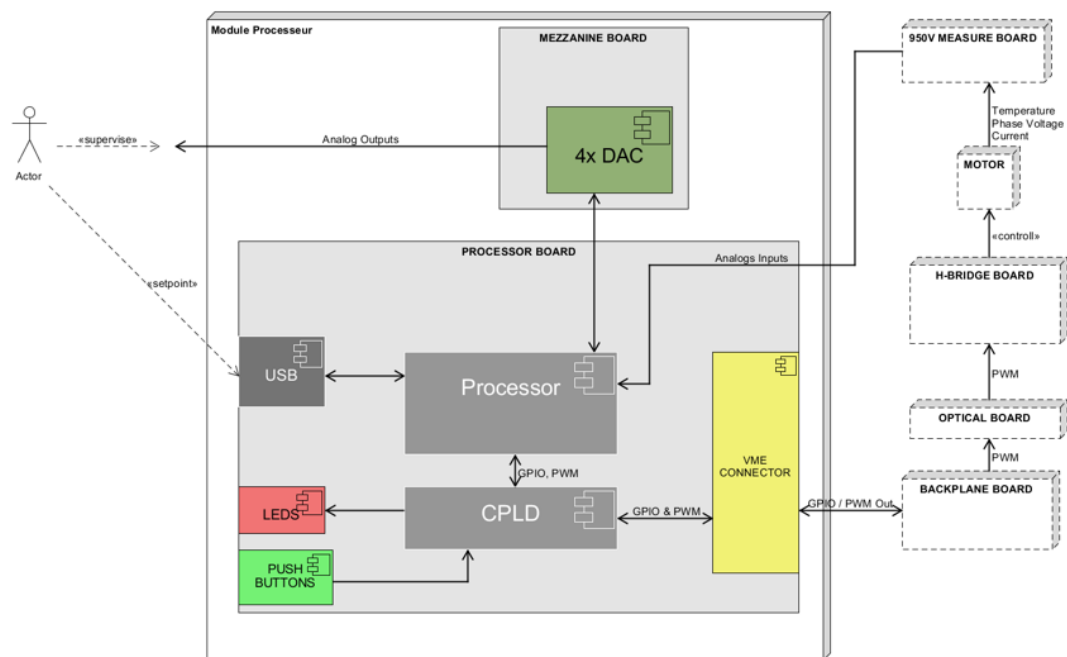 Module Processeur
MEZZANINE BOARD
950V MEASURE BOARD
4x DAC
Analog Outputs
«supervise»
Actor
Temperature
Phase Voltage
Current
MOTOR
«controll»
PROCESSOR BOARD
Analogs Inputs
H-BRIDGE BOARD
«setpoint»
USB
Processor
PWM
OPTICAL BOARD
PWM
GPIO, PWM
VME
CONNECTOR
BACKPLANE BOARD
LEDS
CPLD
GPIO & PWM
GPIO / PWM Out
PUSH
BUTTONS